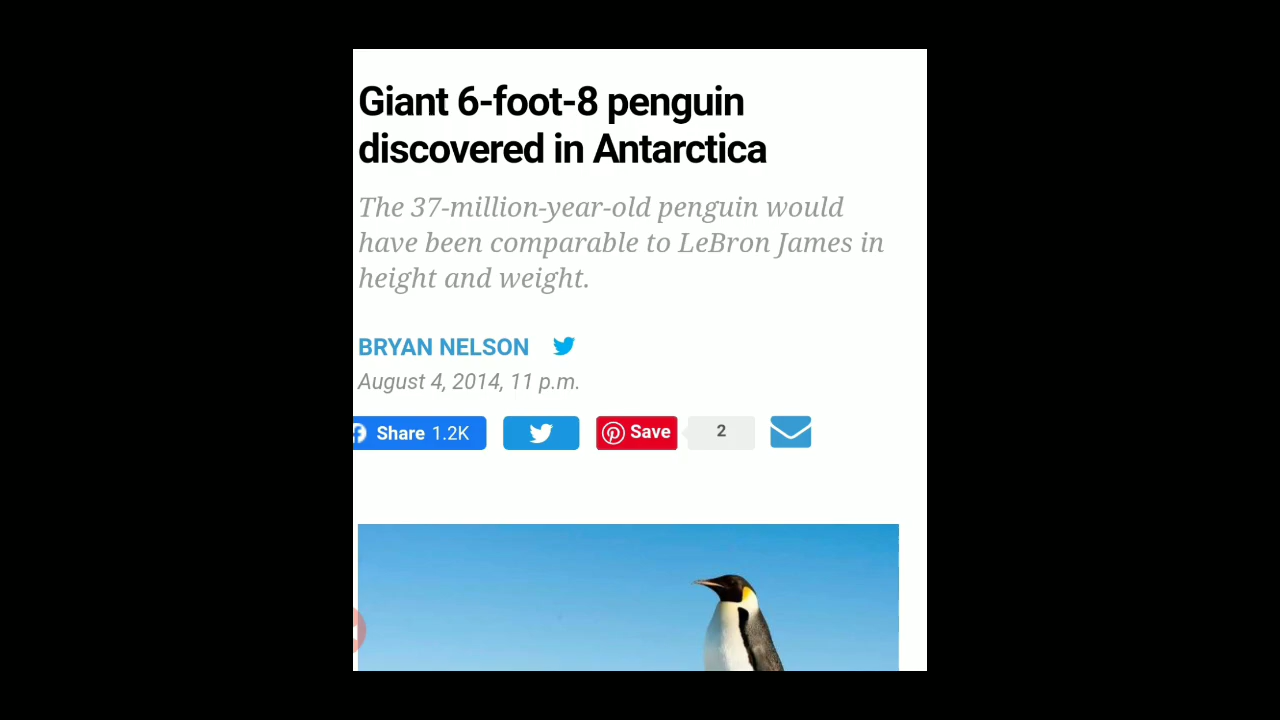 Giant 6-foot-8 penguin
discovered in Antarctica
The 37-million-year-old penguin would
have been comparable to LeBron James in
height and weight.
BRYAN NELSON
August 4, 2014, 11 p.m.
Share 1.2K Save 2